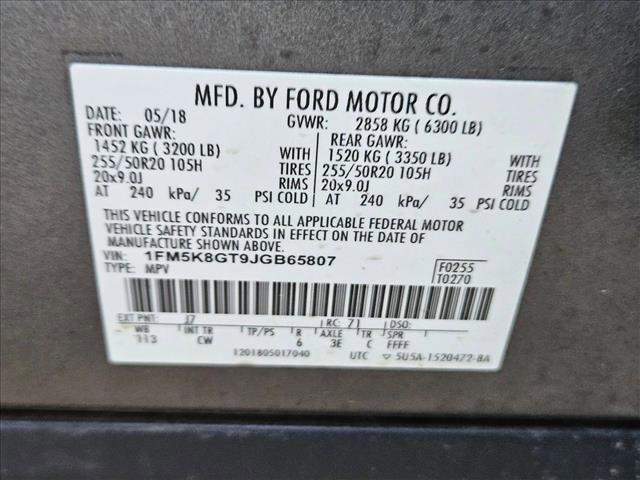 MFD. BY FORD MOTOR CO.
DATE: 05/18 GVWR: 2858 KG ( 6300 LB)
FRONT GAWR: REAR GAWR:
1452 KG ( 3200 LB) WITH 1520 KG ( 3350 LB) WITH
255/50R20 105H TIRES 255/50R20 105H TIRES
20x9.0J RIMS 20x9.0J RIMS
AT 240 kPa/ 35 PSI COLD AT 240 kPa/ 35 PSI COLD
THIS VEHICLE CONFORMS TO ALL APPLICABLE FEDERAL MOTOR
VEHICLE SAFETY STANDARDS IN EFFECT ON THE DATE OF
MANUFACTURE SHOWN ABOVE.
VIN: 1FM5K8GT9JGB65807
TYPE: MPV
F0255
T0270
EXT PNT: J7 RC: 71 DSO:
WB INT TR TP/PS R AXLE TR SPR
113 CW 6 3E C FFFF
1201805017040 UTC 5U5A-1520472-BA